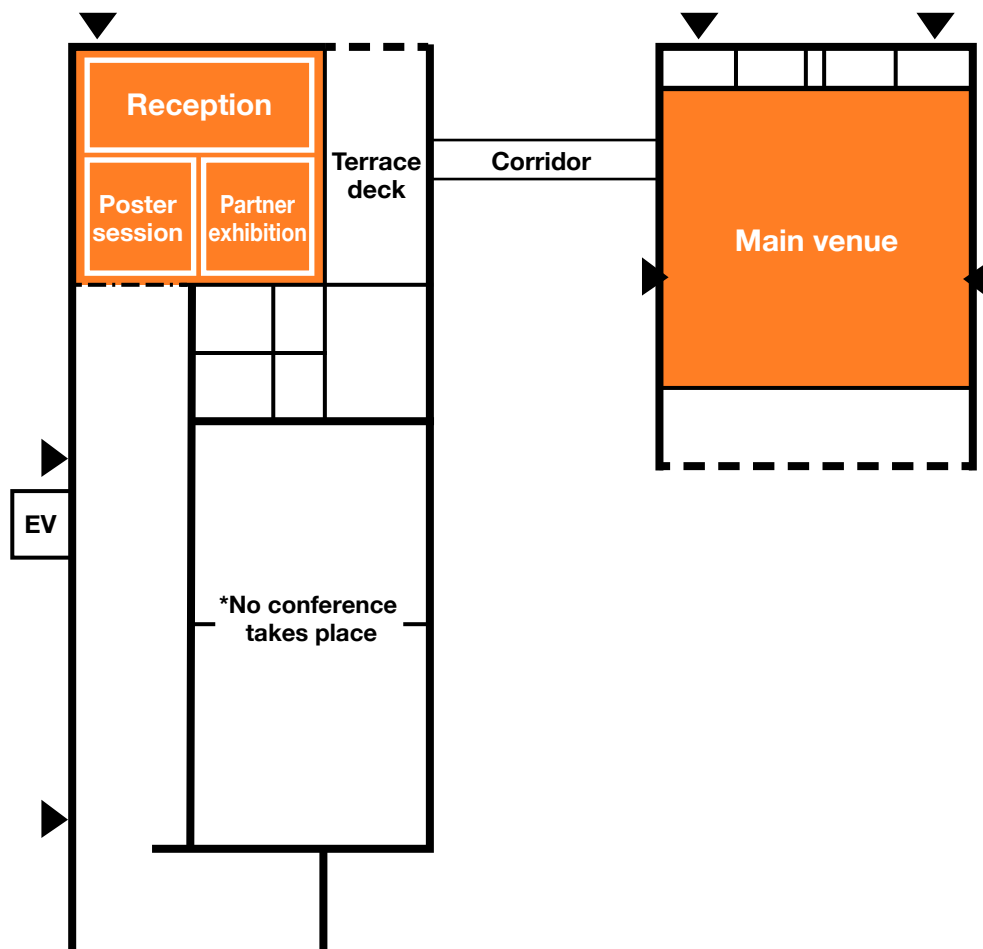 Reception
Terrace
deck
Corridor
Poster
session
Partner
exhibition
Main venue
EV
*No conference
takes place